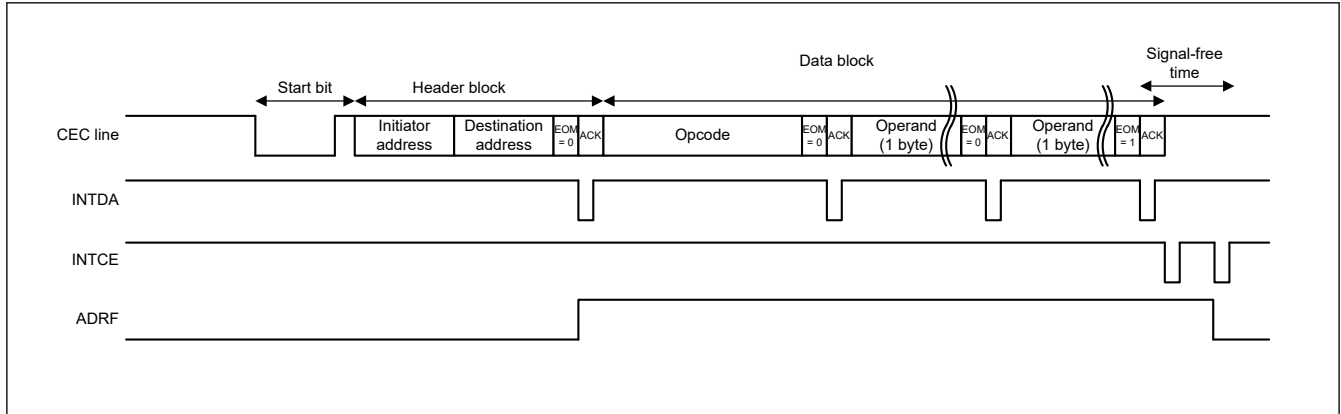 Start bit
Header block
Data block
Signal-free
time
CEC line
Initiator
address
Destination
address
EOM
= 0
ACK
Opcode
EOM
= 0
ACK
Operand
(1 byte)
EOM
= 0
ACK
Operand
(1 byte)
EOM
= 1
ACK
INTDA
INTCE
ADRF